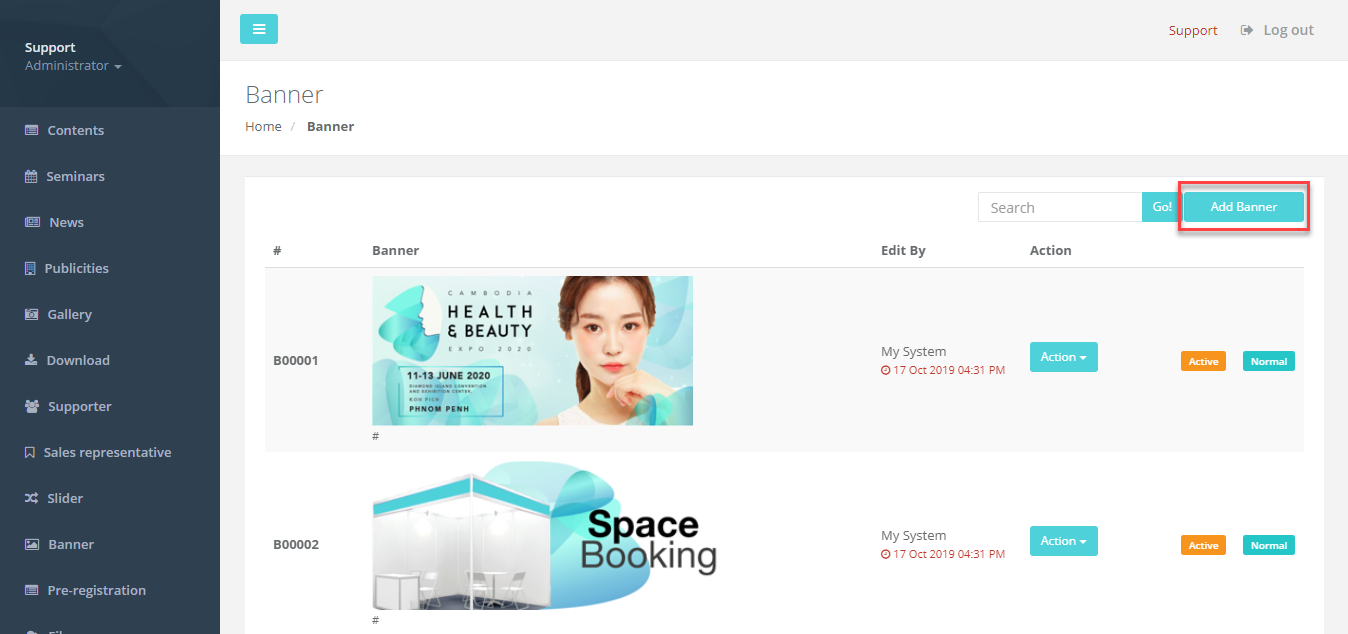 Support
Administrator
Contents
Seminars
News
Publicities
Gallery
Download
Supporter
Sales representative
Slider
Banner
Pre-registration
Support Log out
Banner
Home / Banner
Search Go! Add Banner
# Banner Edit By Action
B00001
CAMBODIA
HEALTH
& BEAUTY
EXPO 2020
11-13 JUNE 2020
DIAMOND ISLAND CONVENTION
AND EXHIBITION CENTER,
KOH PICH
PHNOM PENH
#
My System
17 Oct 2019 04:31 PM
Action
Active Normal
B00002
Space
Booking
#
My System
17 Oct 2019 04:31 PM
Action
Active Normal